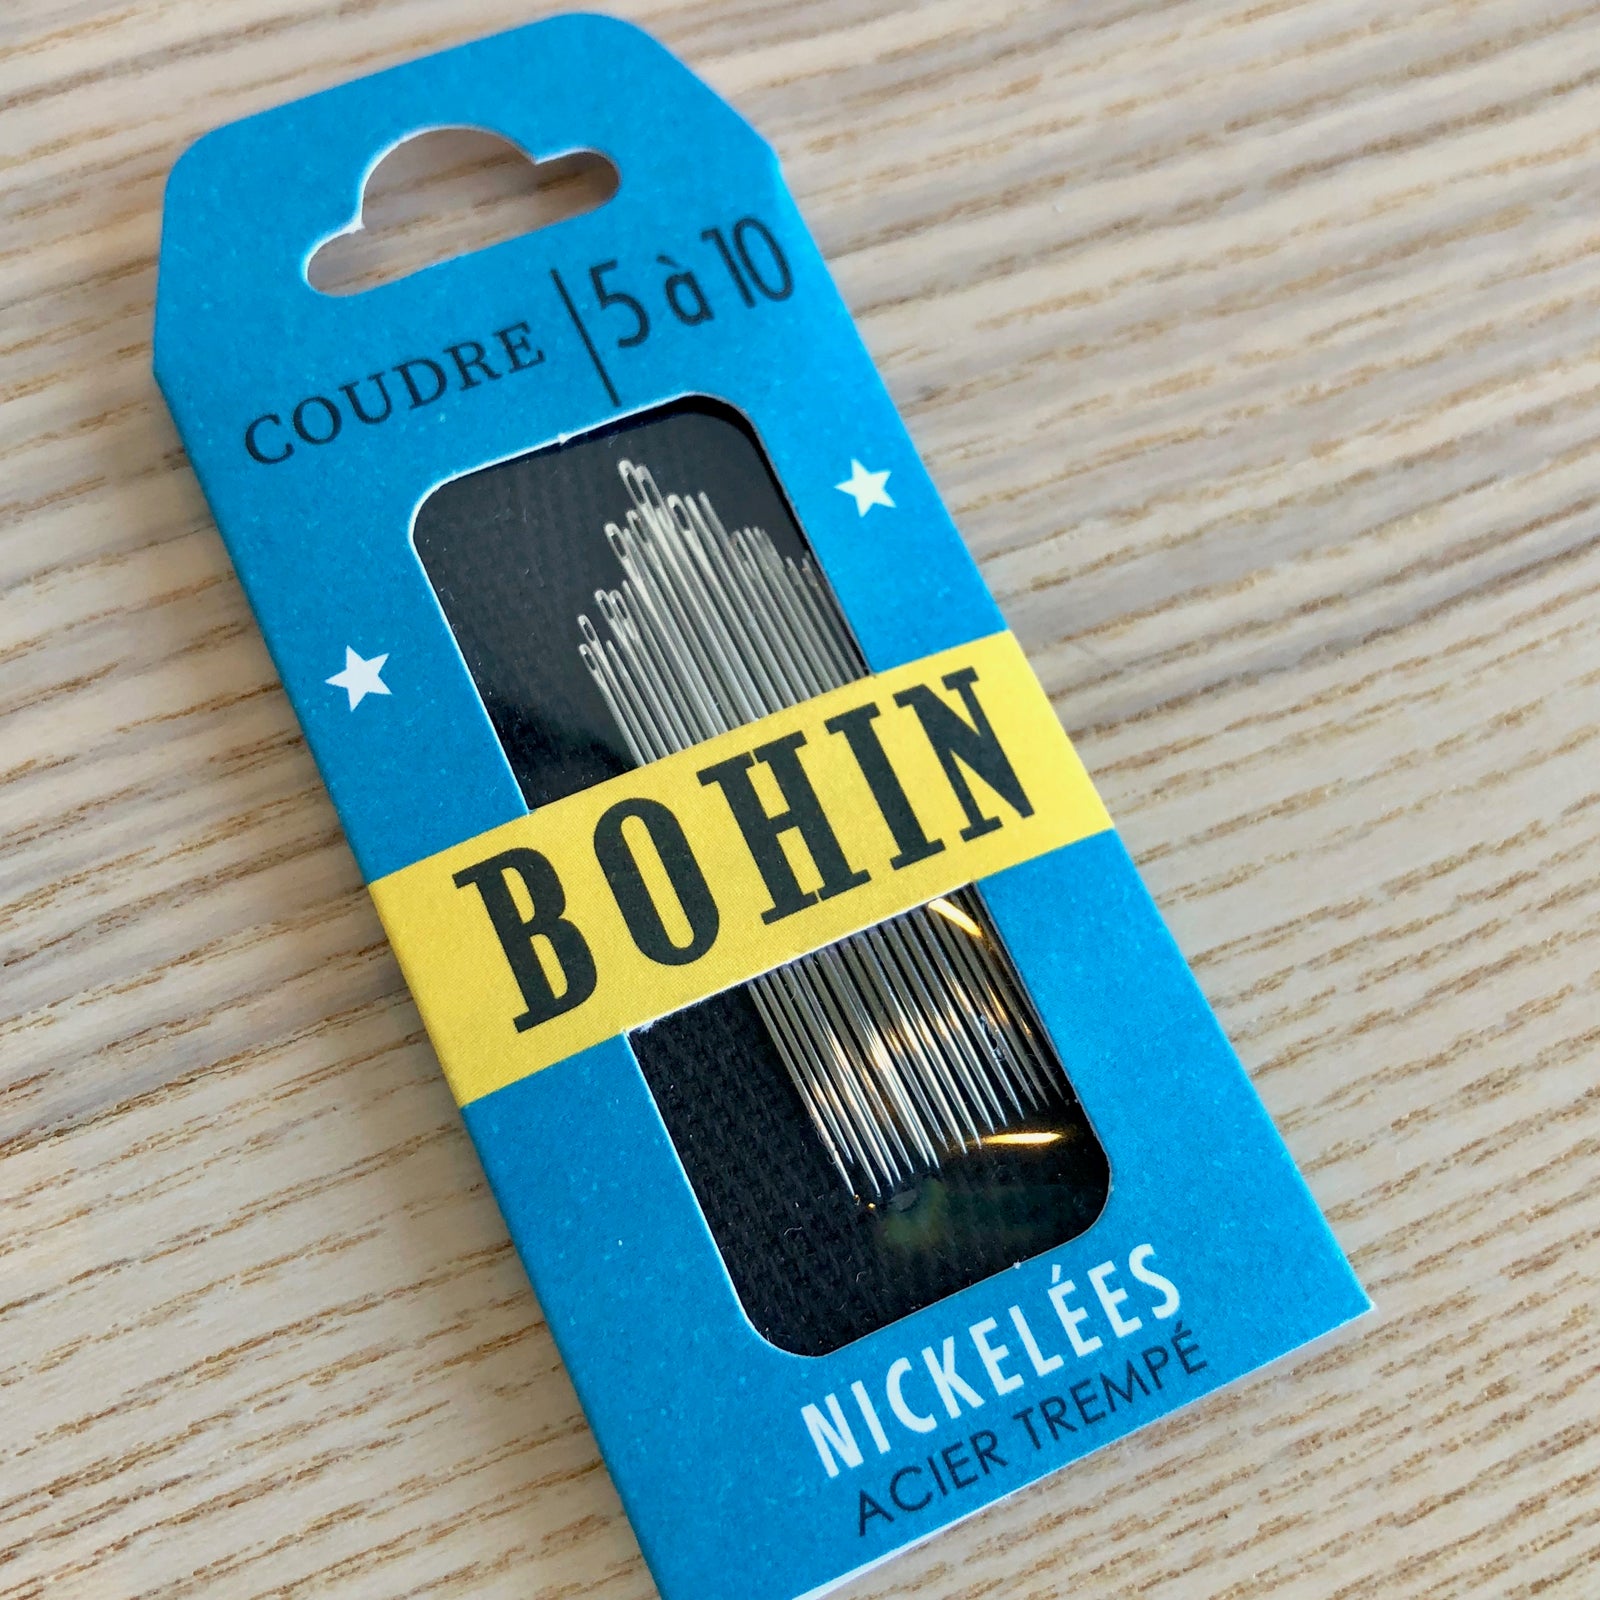 COUDRE | 5 à 10
BOHIN
NICKELÉES
ACIER TREMPÉ